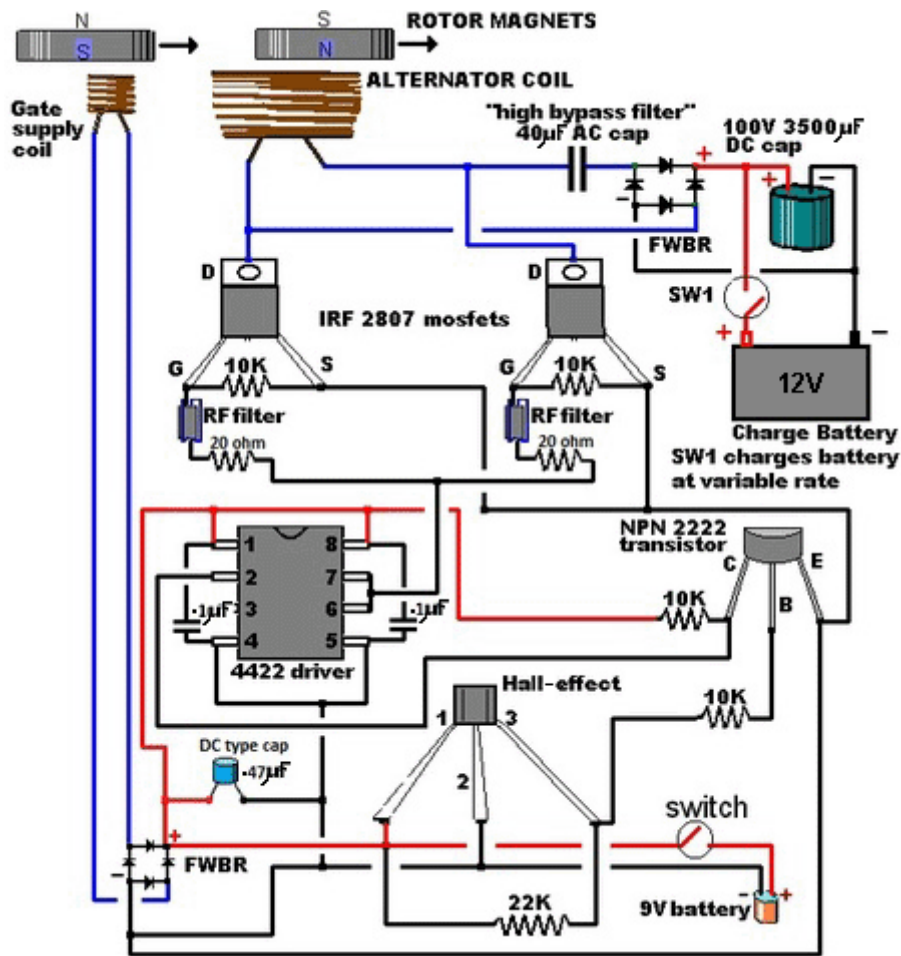 N
S
S
N
ROTOR MAGNETS
ALTERNATOR COIL
Gate
supply
coil
"high bypass filter"
40µF AC cap
100V 3500µF
DC cap
+
+
-
-
FWBR
D
D
IRF 2807 mosfets
SW1
+
-
12V
G
10K
S
G
10K
S
RF filter
RF filter
20 ohm
20 ohm
Charge Battery
SW1 charges battery
at variable rate
NPN 2222
transistor
C
E
B
1
8
2
7
3
6
4
5
.1µF
.1µF
4422 driver
10K
Hall-effect
1
3
2
10K
DC type cap
.47µF
switch
+
-
FWBR
22K
-
+
9V battery